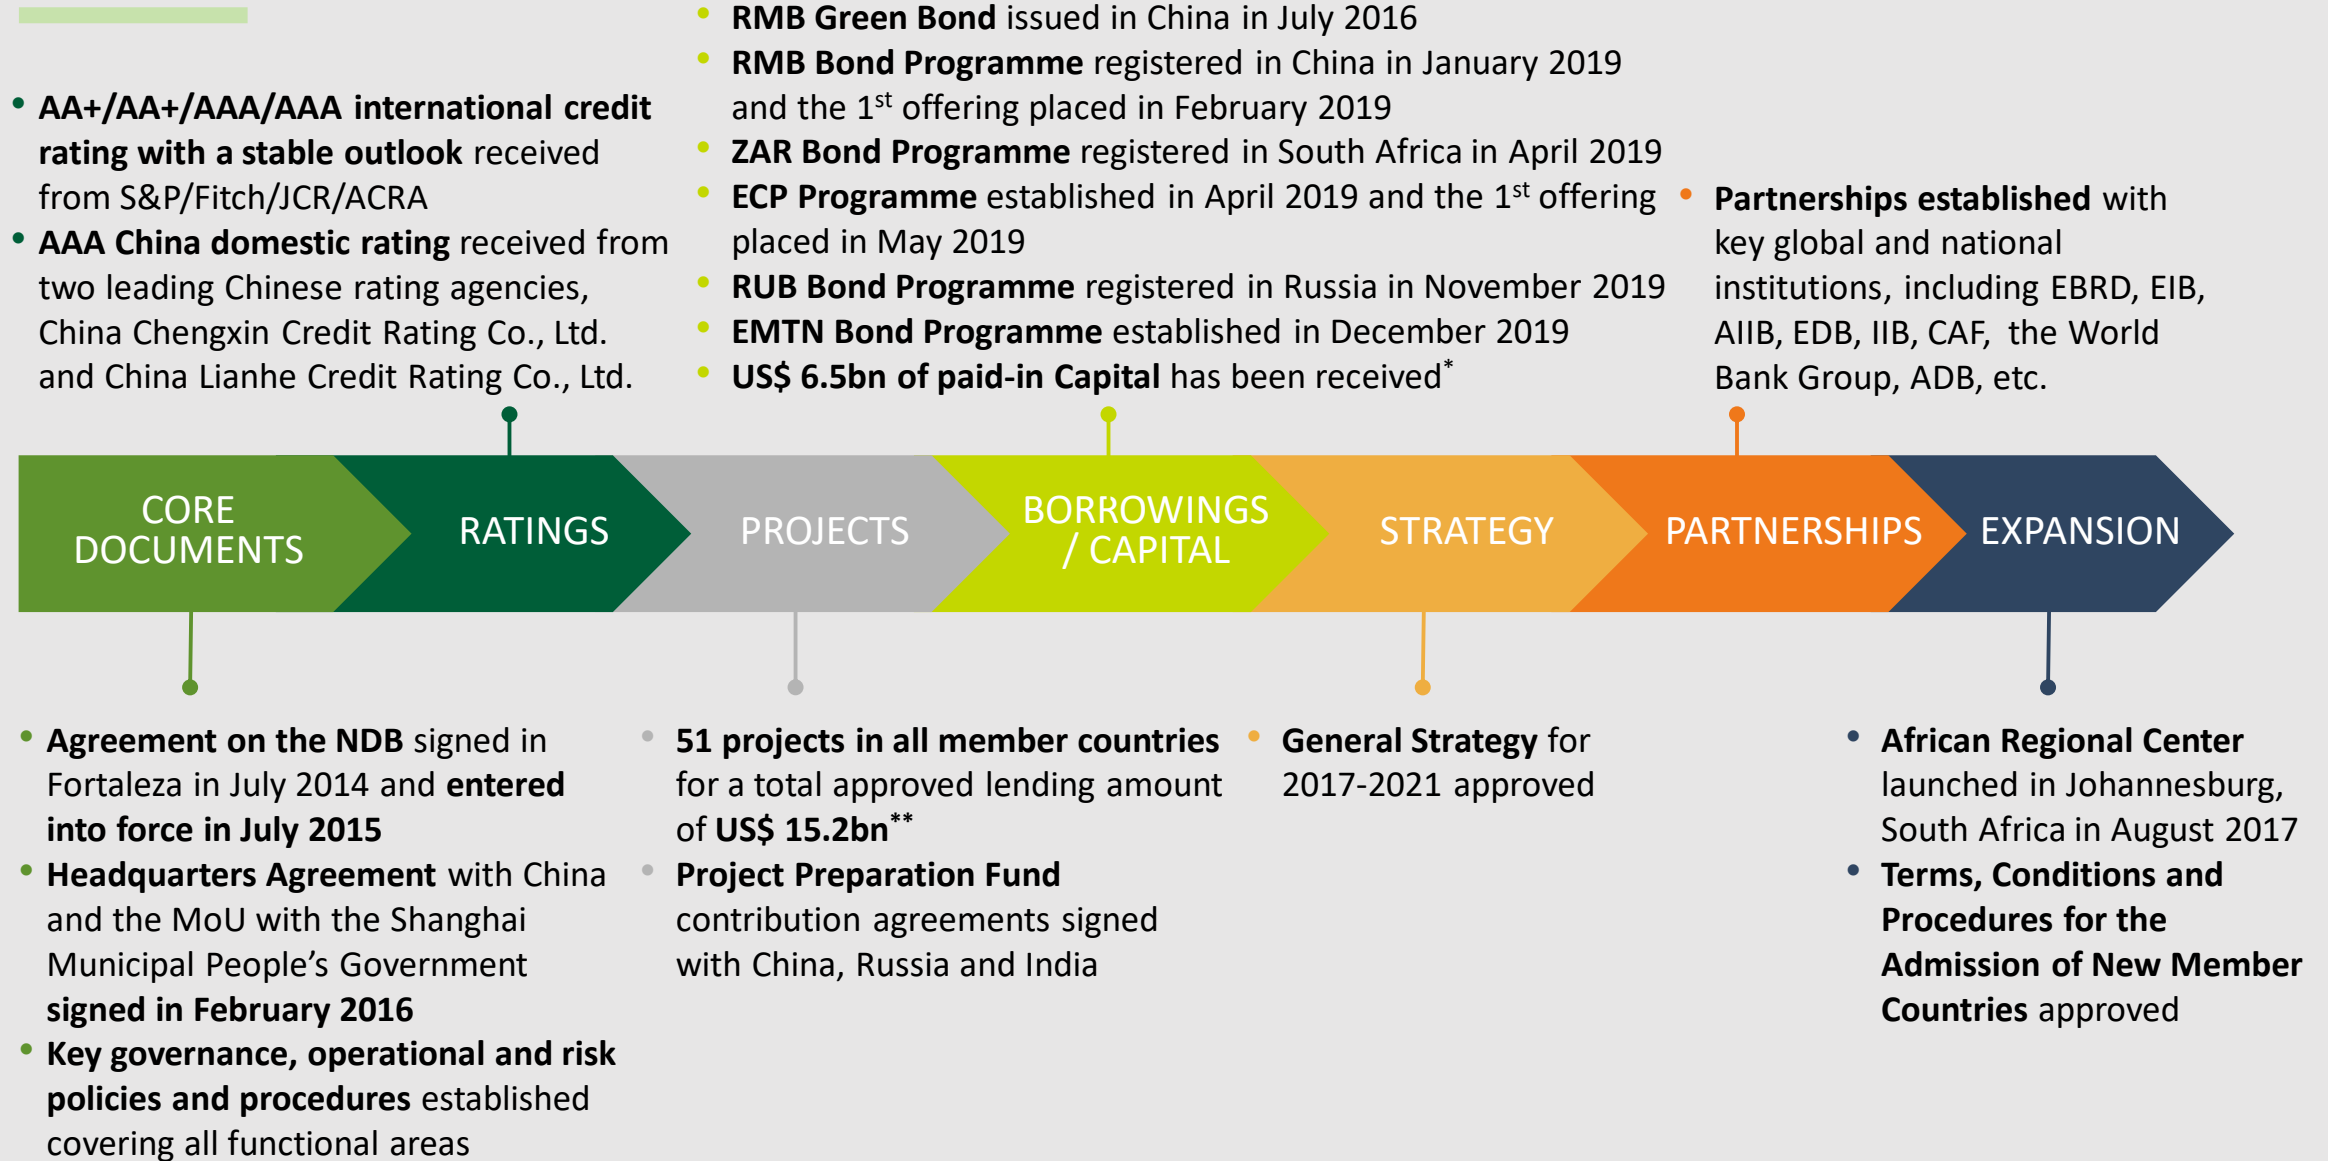 • RMB Green Bond issued in China in July 2016
• RMB Bond Programme registered in China in January 2019
and the 1st offering placed in February 2019
• ZAR Bond Programme registered in South Africa in April 2019
• ECP Programme established in April 2019 and the 1st offering
placed in May 2019
• RUB Bond Programme registered in Russia in November 2019
• EMTN Bond Programme established in December 2019
• US$ 6.5bn of paid-in Capital has been received*
• AA+/AA+/AAA/AAA international credit
rating with a stable outlook received
from S&P/Fitch/JCR/ACRA
• AAA China domestic rating received from
two leading Chinese rating agencies,
China Chengxin Credit Rating Co., Ltd.
and China Lianhe Credit Rating Co., Ltd.
• Partnerships established with
key global and national
institutions, including EBRD, EIB,
AIIB, EDB, IIB, CAF, the World
Bank Group, ADB, etc.
CORE
DOCUMENTS
RATINGS
PROJECTS
BORROWINGS
/ CAPITAL
STRATEGY
PARTNERSHIPS
EXPANSION
• Agreement on the NDB signed in
Fortaleza in July 2014 and entered
into force in July 2015
• Headquarters Agreement with China
and the MoU with the Shanghai
Municipal People's Government
signed in February 2016
• Key governance, operational and risk
policies and procedures established
covering all functional areas
• 51 projects in all member countries
for a total approved lending amount
of US$ 15.2bn**
• Project Preparation Fund
contribution agreements signed
with China, Russia and India
• General Strategy for
2017-2021 approved
• African Regional Center
launched in Johannesburg,
South Africa in August 2017
• Terms, Conditions and
Procedures for the
Admission of New Member
Countries approved